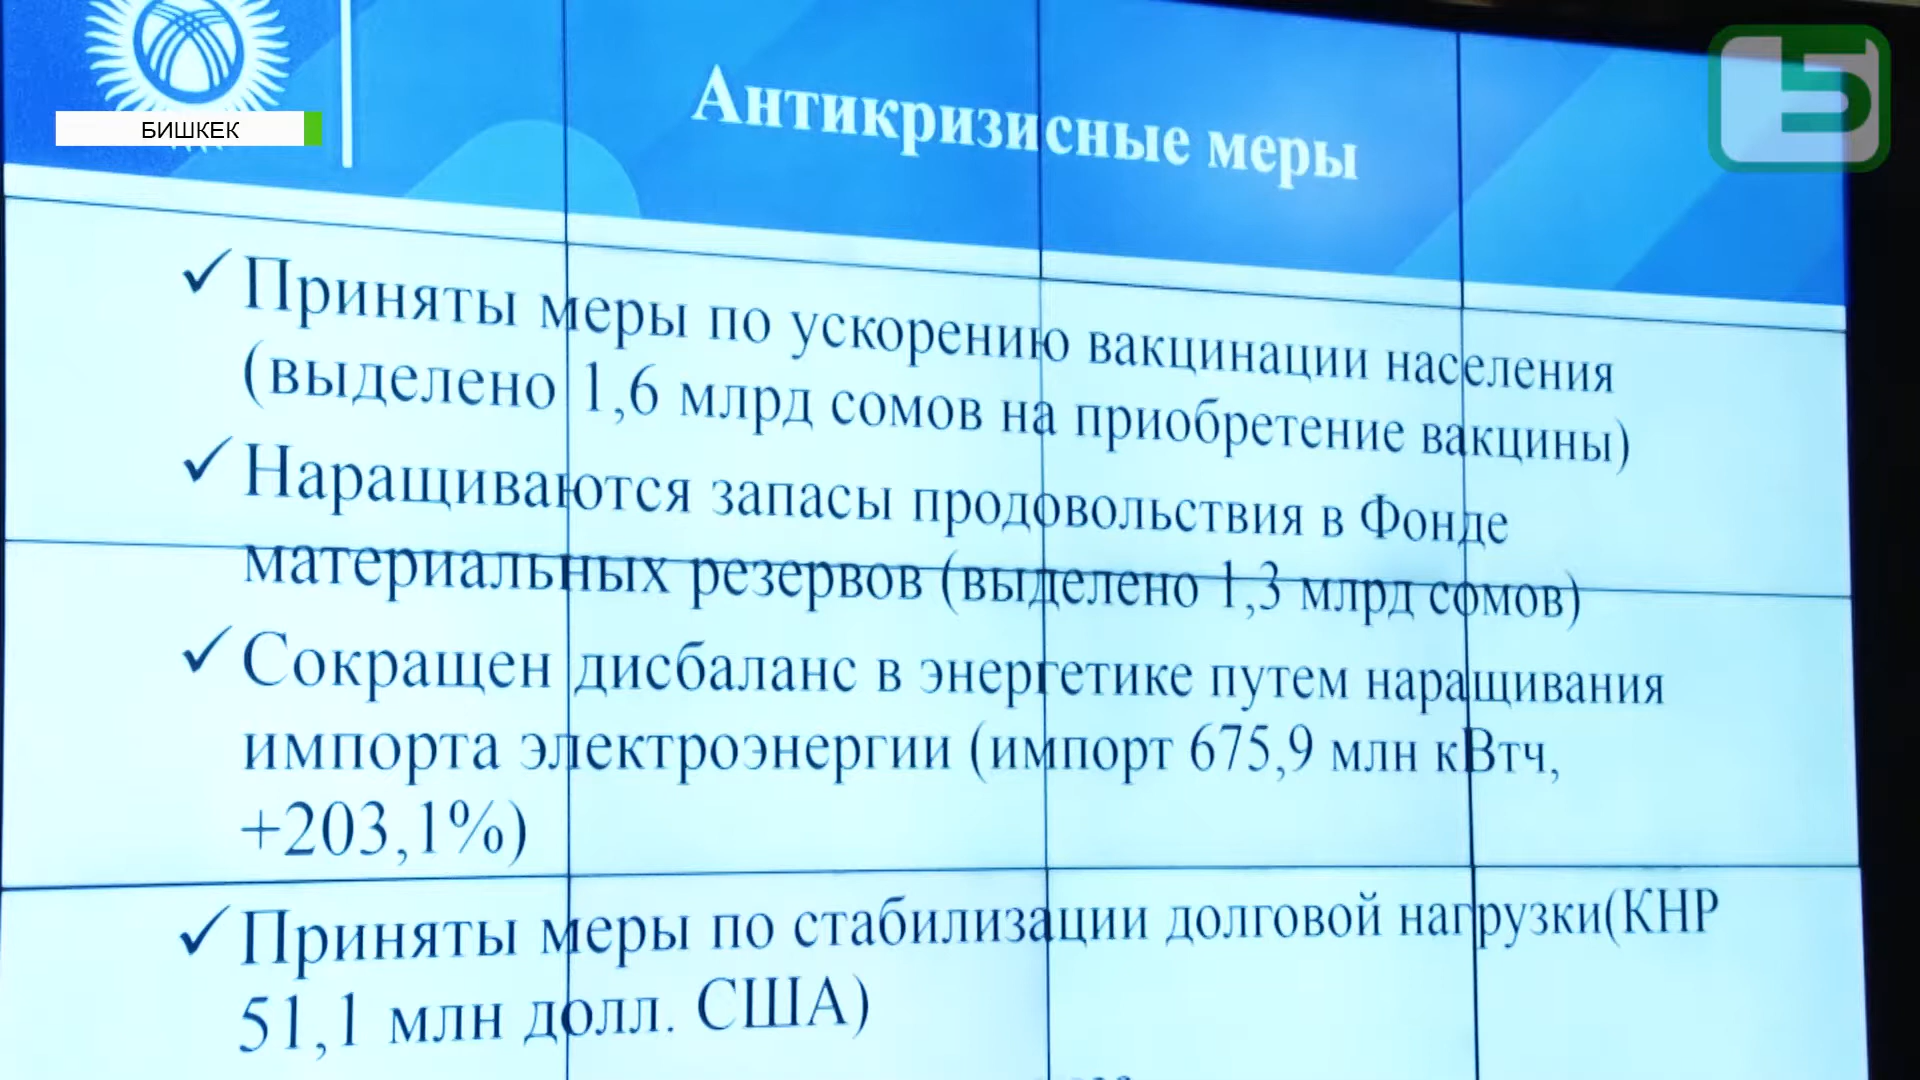 БИШКЕК
Антикризисные меры
Приняты меры по ускорению вакцинации населения
(выделено 1,6 млрд сомов на приобретение вакцины)
Наращиваются запасы продовольствия в Фонде
материальных резервов (выделено 1,3 млрд сомов)
Сокращен дисбаланс в энергетике путем наращивания
импорта электроэнергии (импорт 675,9 млн кВтч,
+203,1%)
Приняты меры по стабилизации долговой нагрузки(КНР
51,1 млн долл. США)